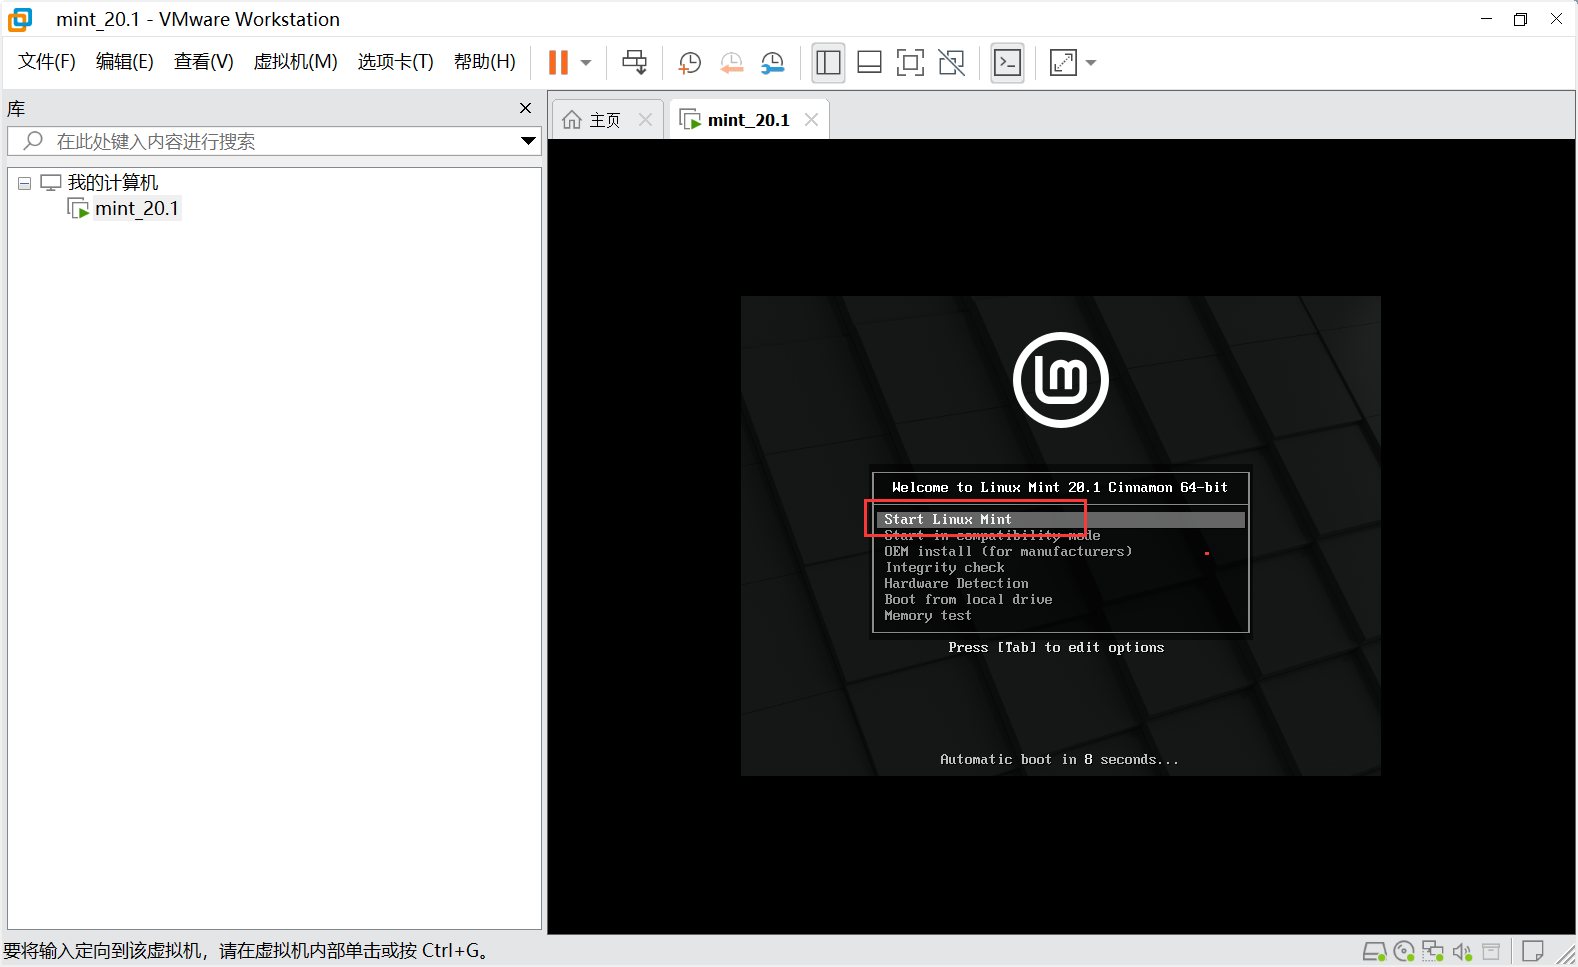 mint_20.1 - VMware Workstation
文件(F) 编辑(E) 查看(V) 虚拟机(M) 选项卡(T) 帮助(H)
库
在此处键入内容进行搜索
我的计算机
mint_20.1
主页
mint_20.1
Welcome to Linux Mint 20.1 Cinnamon 64-bit
Start Linux Mint
Start in compatibility mode
OEM install (for manufacturers)
Integrity check
Hardware Detection
Boot from local drive
Memory test
Press [Tab] to edit options
Automatic boot in 8 seconds...
要将输入定向到该虚拟机，请在虚拟机内部单击或按 Ctrl+G。